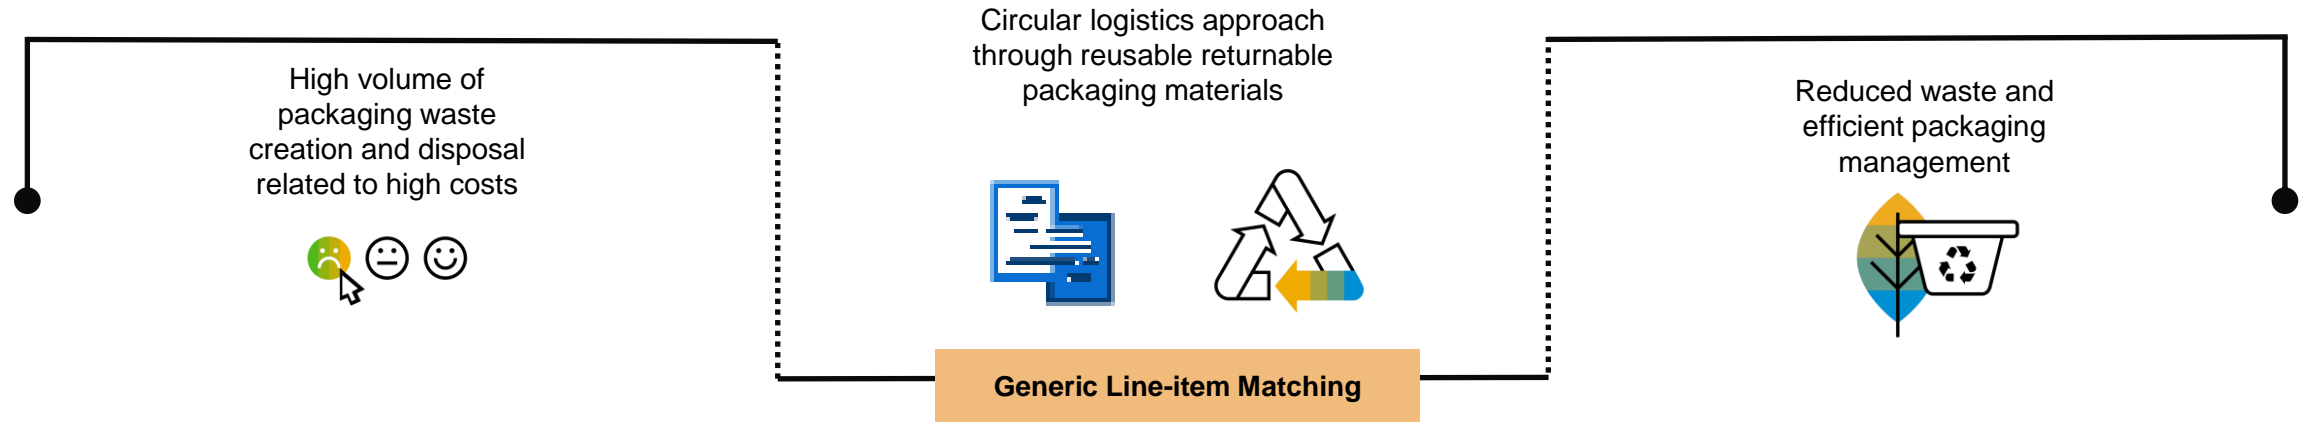 High volume of
packaging waste
creation and disposal
related to high costs
Circular logistics approach
through reusable returnable
packaging materials
Generic Line-item Matching
Reduced waste and
efficient packaging
management